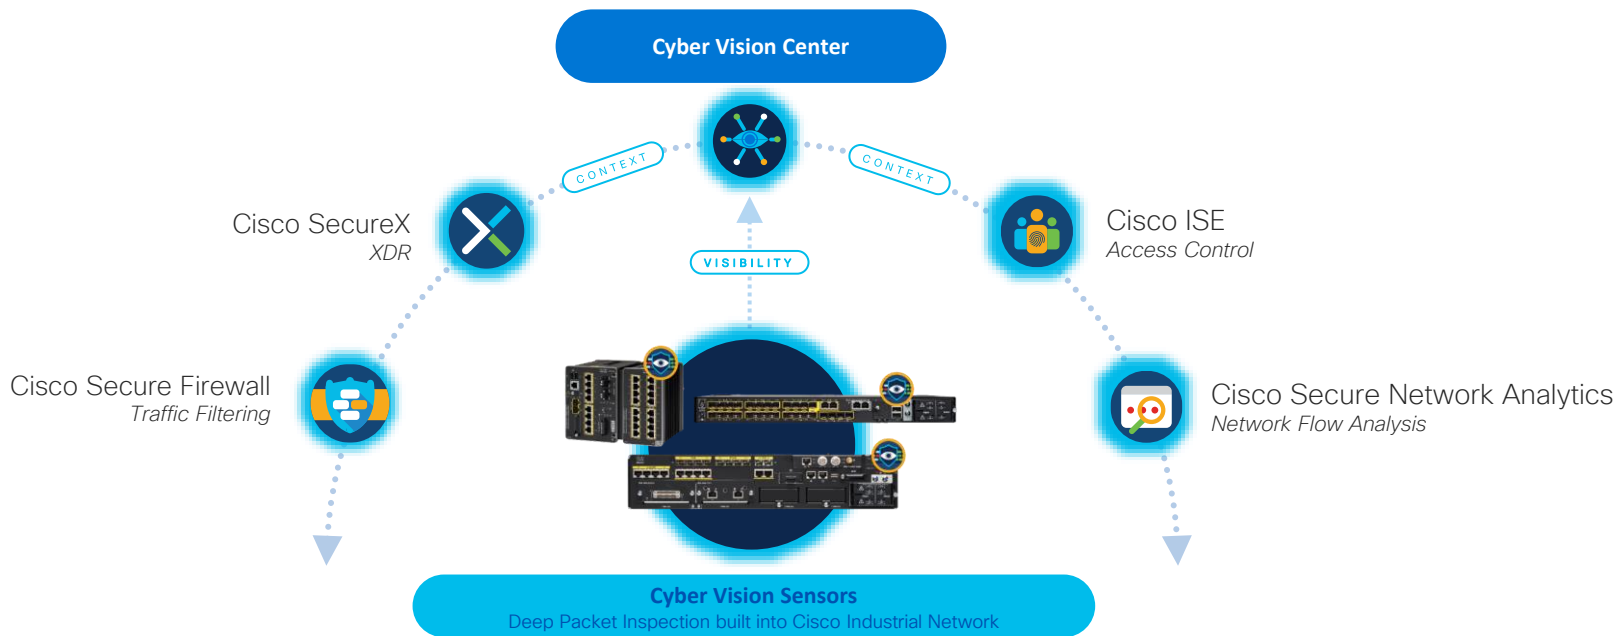 Cyber Vision Center
CONTEXT
CONTEXT
Cisco SecureX
XDR
Cisco ISE
Access Control
VISIBILITY
Cisco Secure Firewall
Traffic Filtering
Cisco Secure Network Analytics
Network Flow Analysis
Cyber Vision Sensors
Deep Packet Inspection built into Cisco Industrial Network